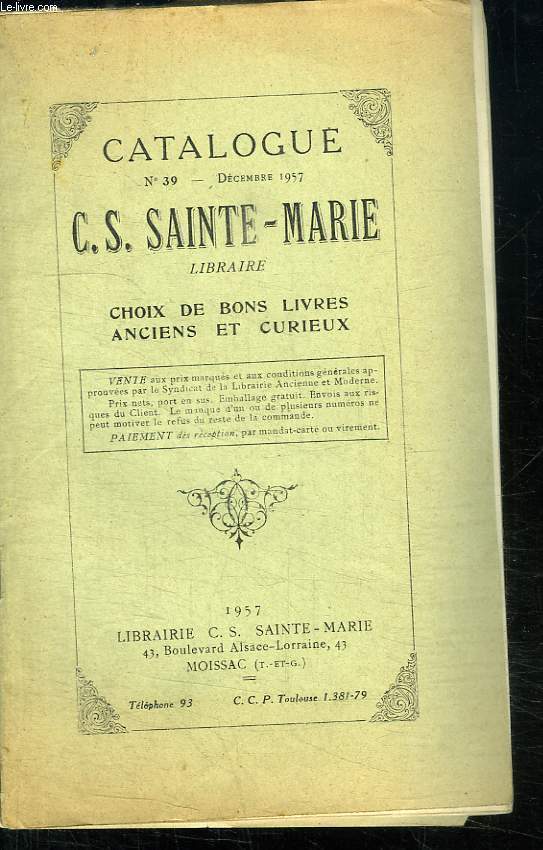 Le-livre.com
CATALOGUE
N° 39 — Décembre 1957
C. S. SAINTE-MARIE
LIBRAIRE
CHOIX DE BONS LIVRES
ANCIENS ET CURIEUX
VENTE aux prix marqués et aux conditions générales ap-
prouvées par le Syndicat de la Librairie Ancienne et Moderne.
Prix nets, port en sus. Emballage gratuit. Envois aux ris-
ques du Client. Le manque d'un ou de plusieurs numéros ne
peut motiver le refus du reste de la commande.
PAIEMENT dès réception, par mandat-carte ou virement.
1957
LIBRAIRIE C. S. SAINTE-MARIE
43, Boulevard Alsace-Lorraine, 43
MOISSAC (T.-ET-G.)
Téléphone 93 C. C. P. Toulouse 1.381-79